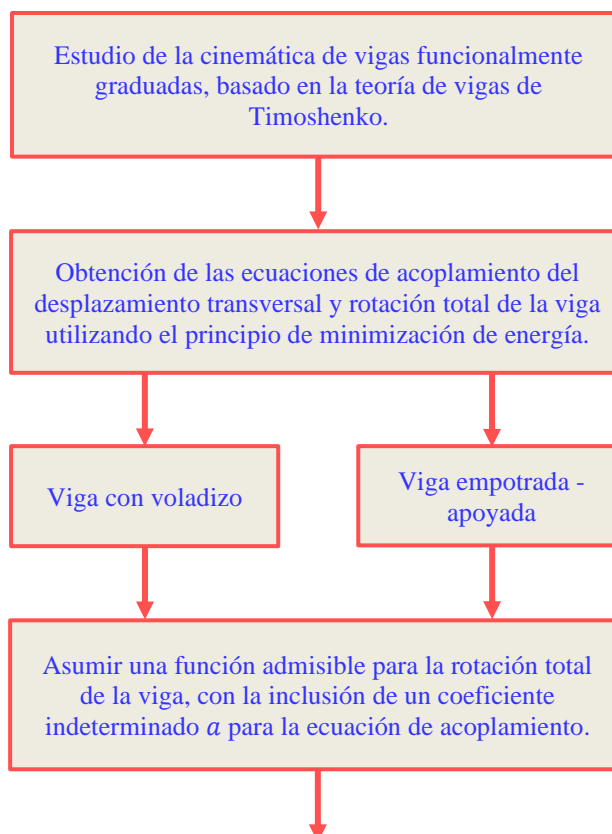 Estudio de la cinemática de vigas funcionalmente
graduadas, basado en la teoría de vigas de
Timoshenko.
Obtención de las ecuaciones de acoplamiento del
desplazamiento transversal y rotación total de la viga
utilizando el principio de minimización de energía.
Viga con voladizo
Viga empotrada -
apoyada
Asumir una función admisible para la rotación total
de la viga, con la inclusión de un coeficiente
indeterminado a para la ecuación de acoplamiento.